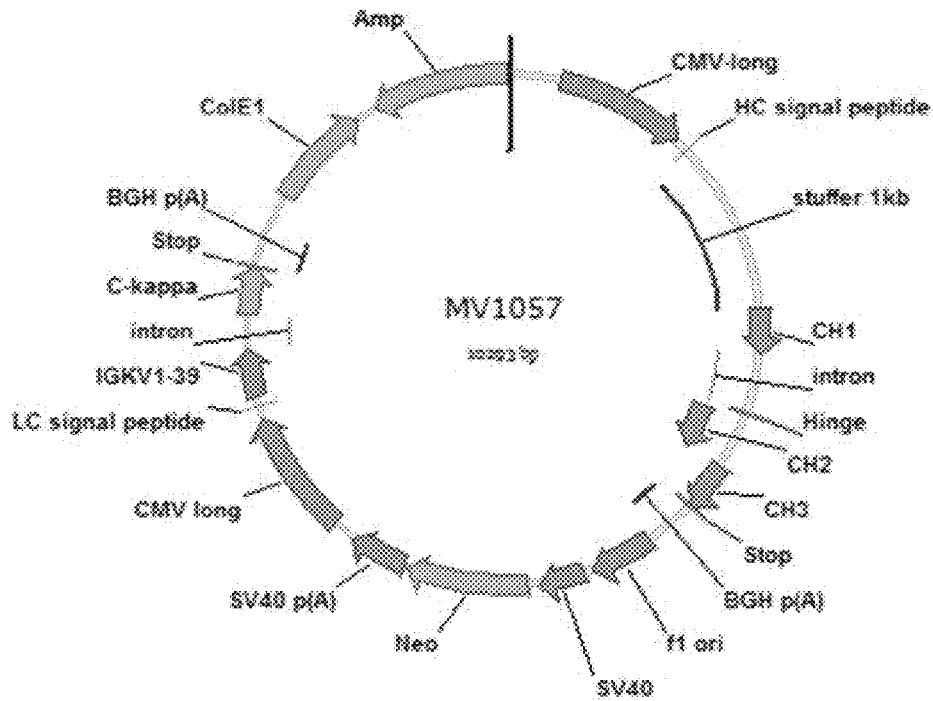 Amp
CMV-long
ColE1
HC signal peptide
BGH p(A)
stuffer 1kb
Stop
C-kappa
MV1057
intron
CH1
IGKV1-39
intron
LC signal peptide
Hinge
CH2
CMV long
CH3
Stop
SV40 p(A)
BGH p(A)
Neo
f1 ori
SV40